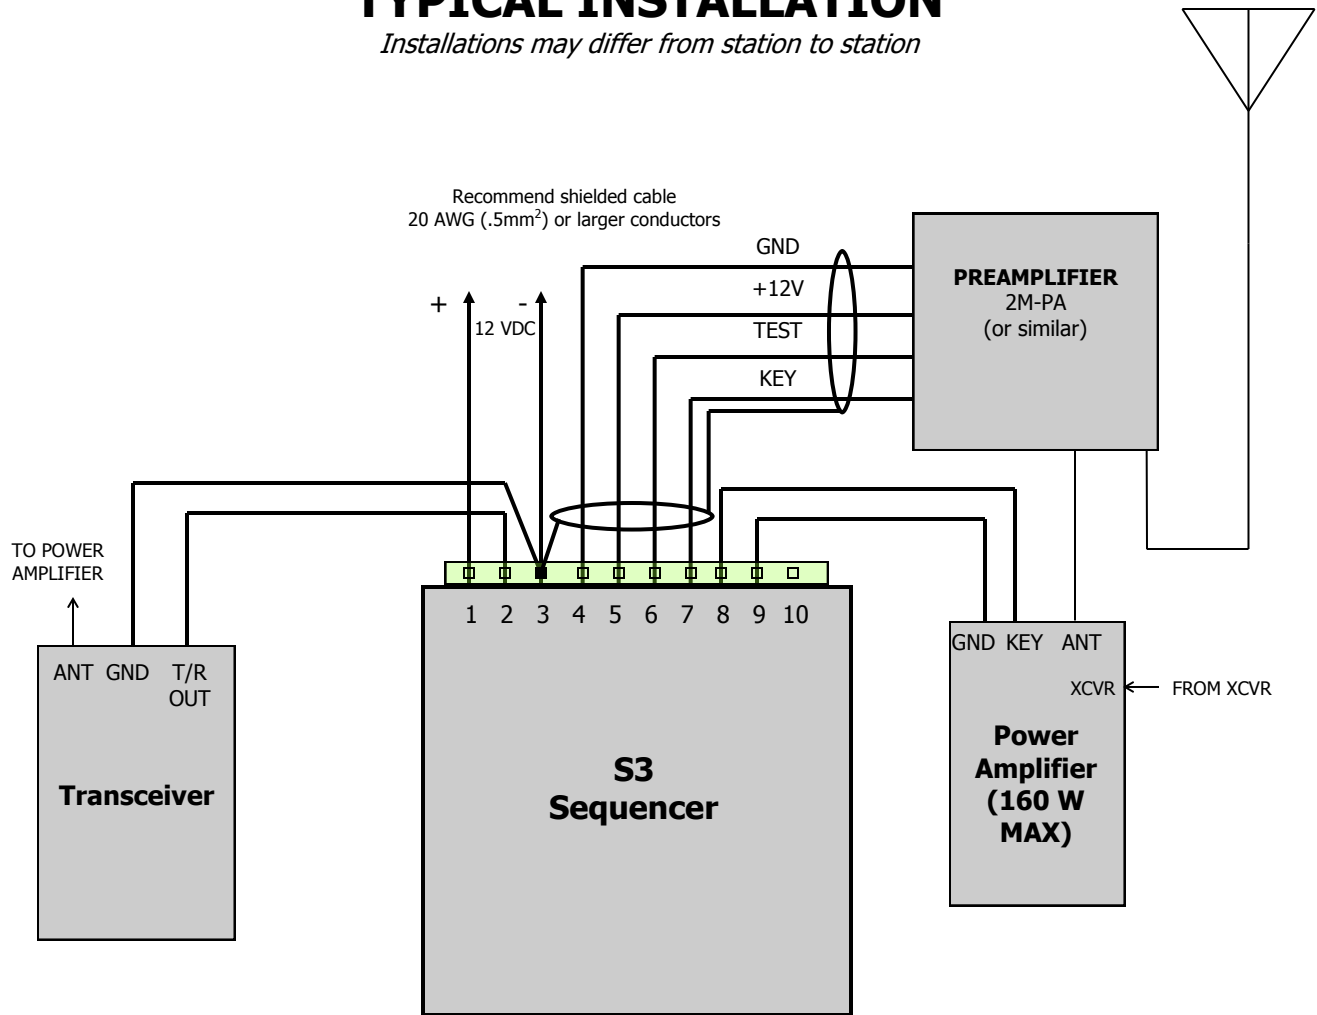 TYPICAL INSTALLATION
Installations may differ from station to station
Recommend shielded cable
20 AWG (.5mm²) or larger conductors
GND
+12V
TEST
KEY
+
-
12 VDC
PREAMPLIFIER
2M-PA
(or similar)
TO POWER
AMPLIFIER
1 2 3 4 5 6 7 8 9 10
ANT GND T/R
OUT
Transceiver
S3
Sequencer
GND KEY ANT
XCVR
FROM XCVR
Power
Amplifier
(160 W
MAX)